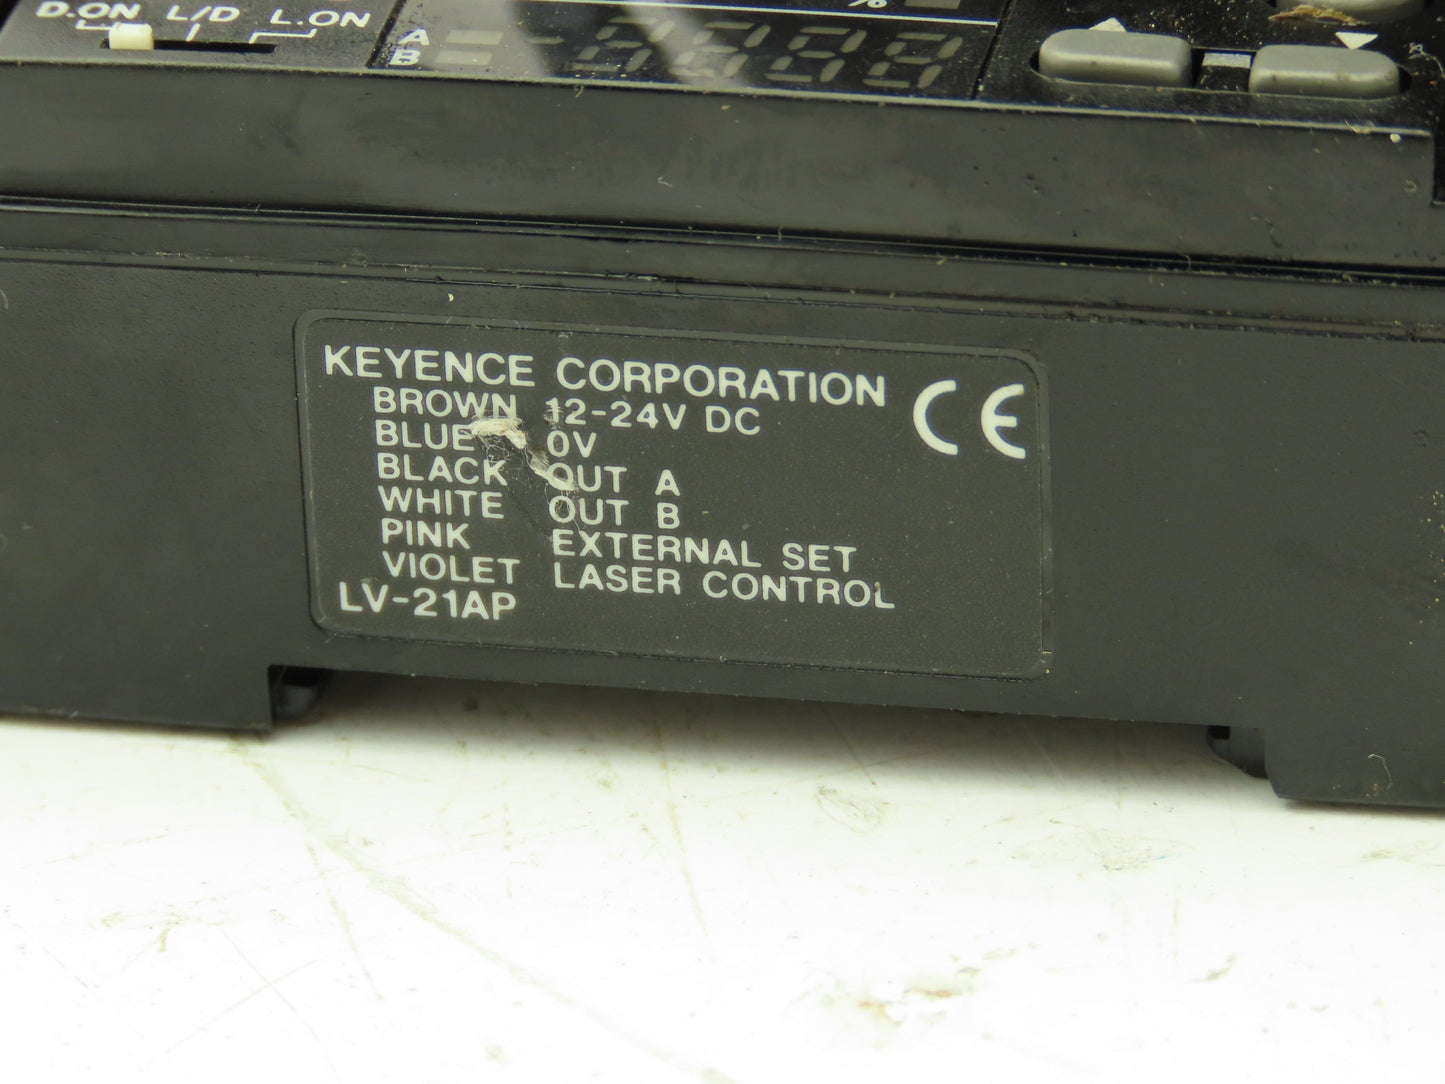 D.ON L/D L.ON
%
A
B
KEYENCE CORPORATION CE
BROWN 12-24V DC
BLUE 0V
BLACK OUT A
WHITE OUT B
PINK EXTERNAL SET
VIOLET LASER CONTROL
LV-21AP